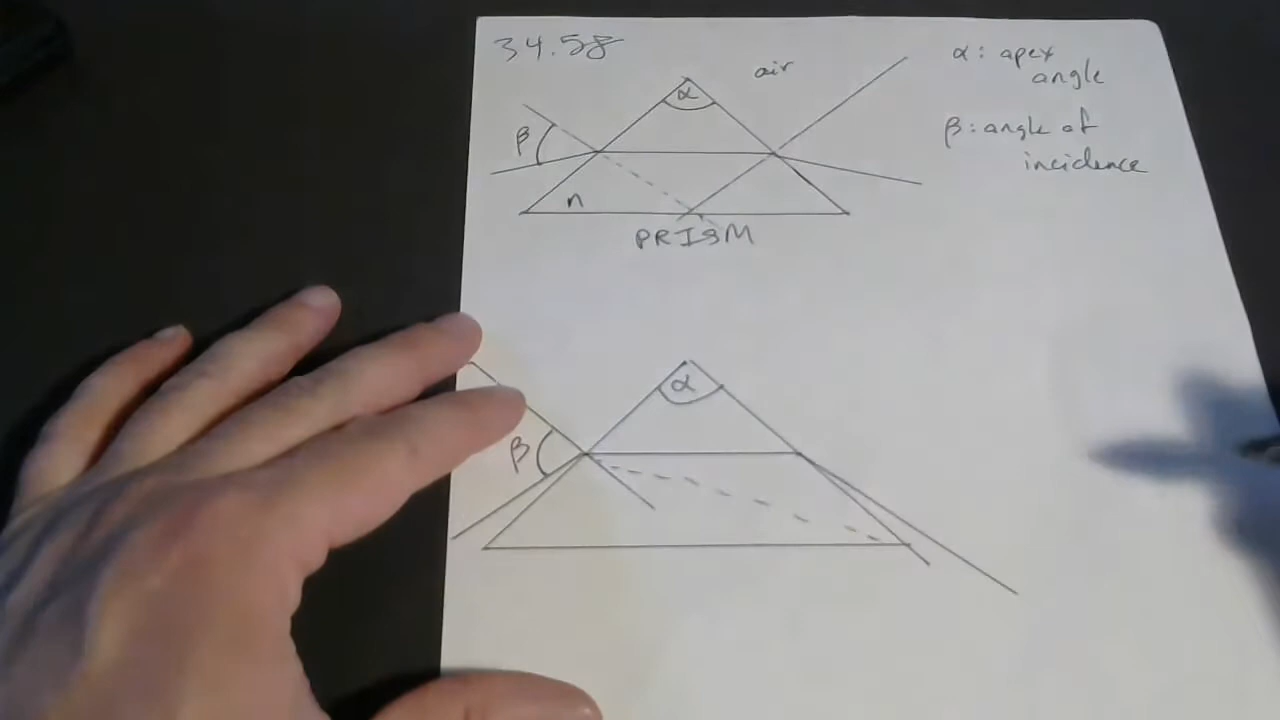 34.58
air
α: apex
angle
α
β
β: angle of
incidence
n
PRISM
α
β